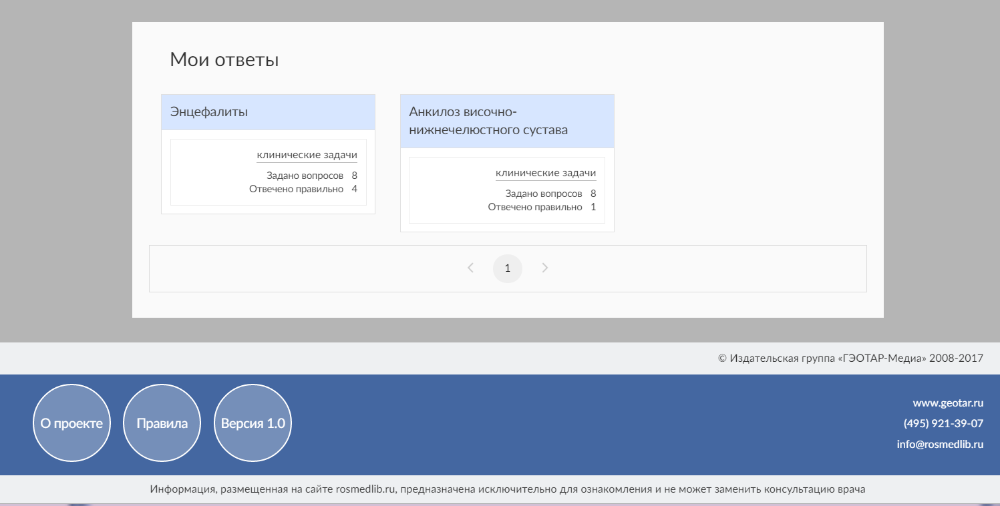 Мои ответы
Энцефалиты
клинические задачи
Задано вопросов 8
Отвечено правильно 4
Анкилоз височно-
нижнечелюстного сустава
клинические задачи
Задано вопросов 8
Отвечено правильно 1
1
© Издательская группа «ГЭОТАР-Медиа» 2008-2017
О проекте
Правила
Версия 1.0
www.geotar.ru
(495) 921-39-07
info@rosmedlib.ru
Информация, размещенная на сайте rosmedlib.ru, предназначена исключительно для ознакомления и не может заменить консультацию врача